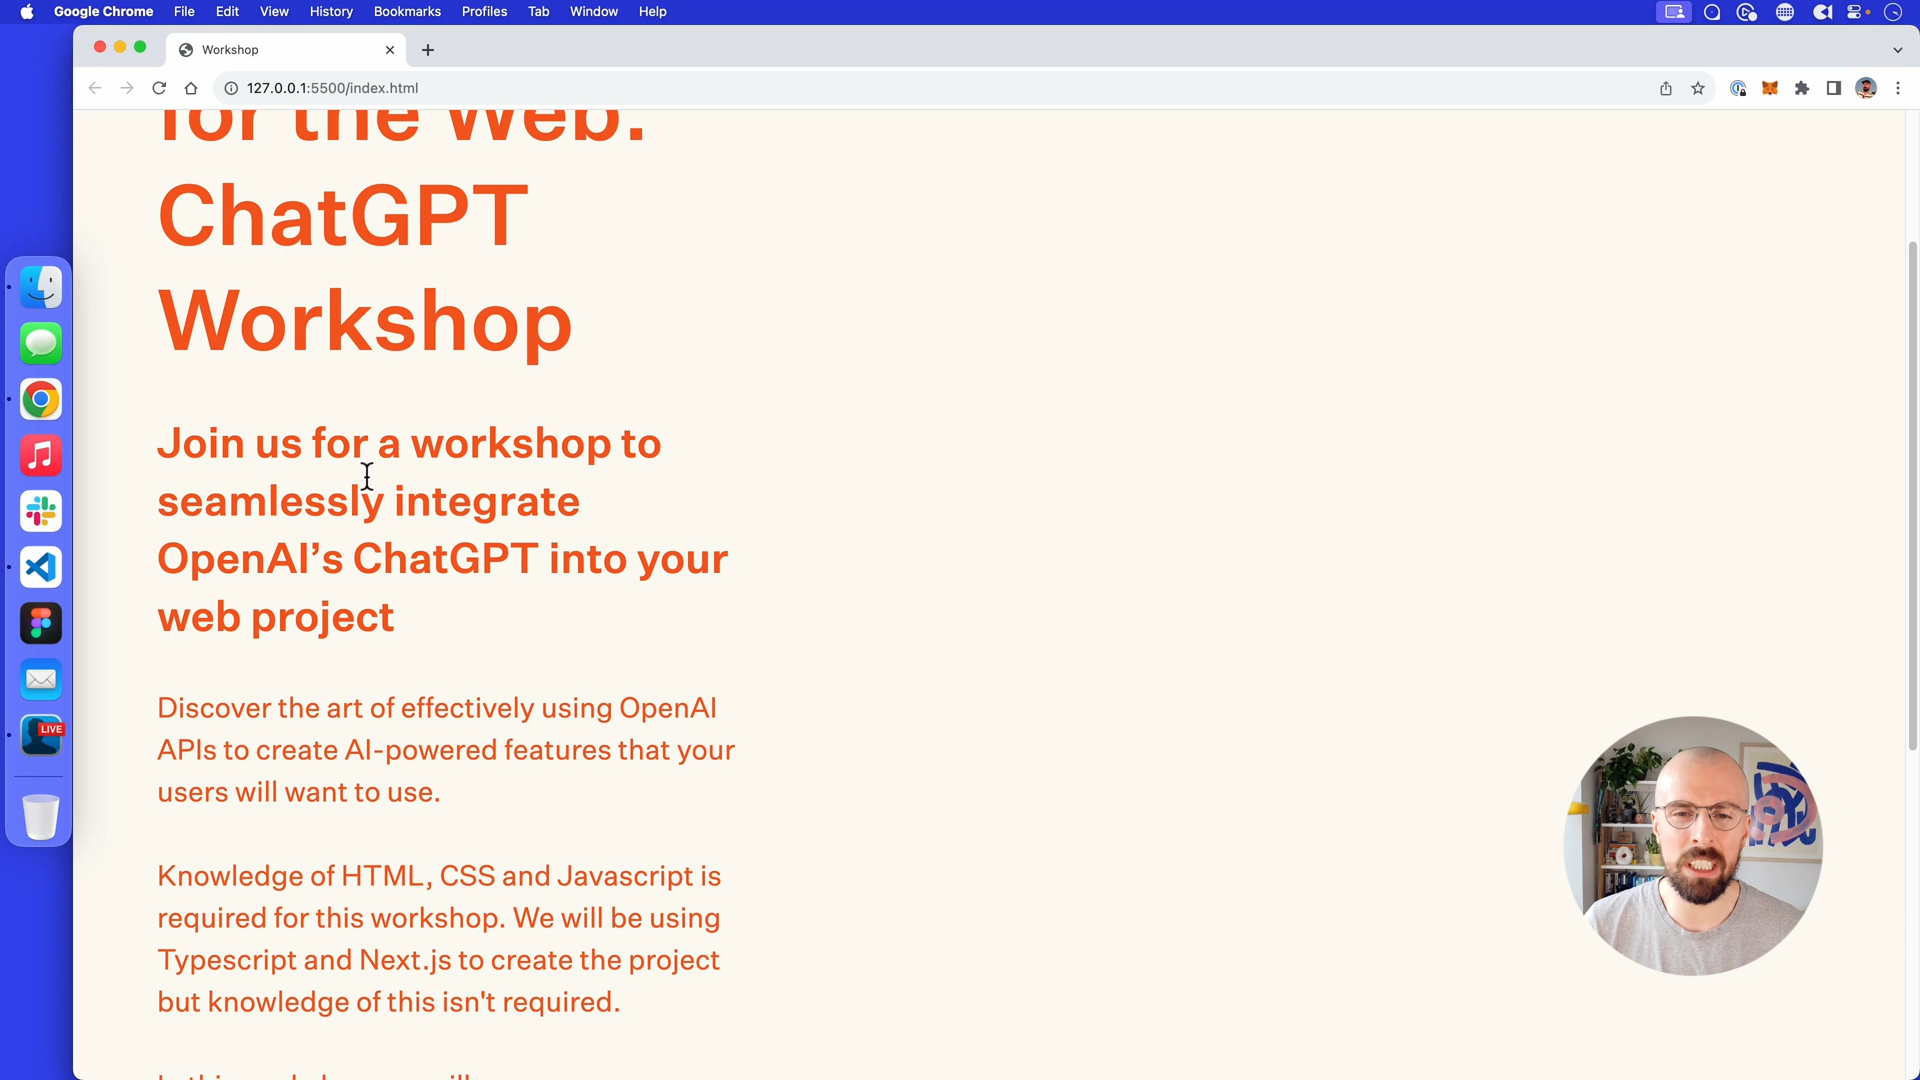 Google Chrome File Edit View History Bookmarks Profiles Tab Window Help
Workshop
127.0.0.1:5500/index.html
for the Web:
ChatGPT
Workshop
Join us for a workshop to
seamlessly integrate
OpenAI’s ChatGPT into your
web project
Discover the art of effectively using OpenAI
APIs to create AI-powered features that your
users will want to use.
Knowledge of HTML, CSS and Javascript is
required for this workshop. We will be using
Typescript and Next.js to create the project
but knowledge of this isn't required.
LIVE